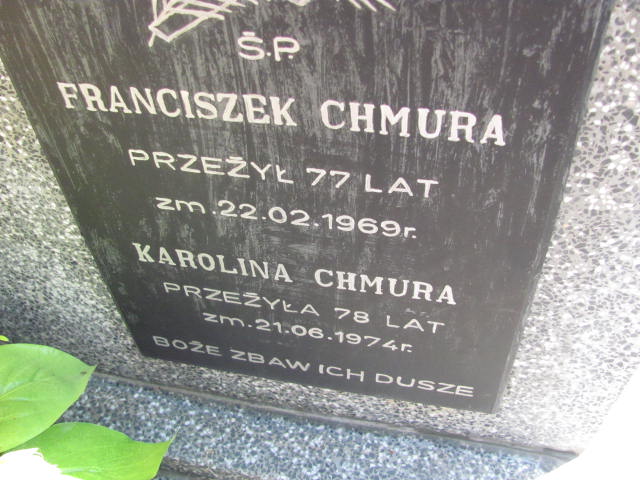 Ś.P.
FRANCISZEK CHMURA
PRZEŻYŁ 77 LAT
zm. 22.02.1969r.
KAROLINA CHMURA
PRZEŻYŁA 78 LAT
zm. 21.06.1974r.
BOŻE ZBAW ICH DUSZE